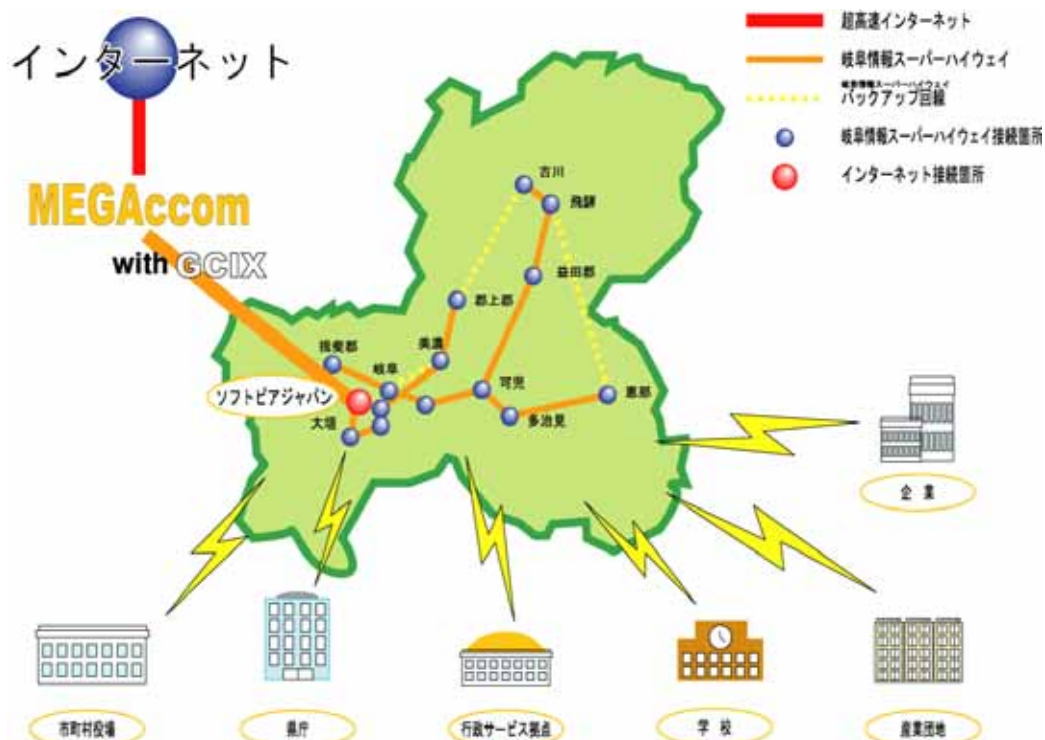 インターネット
MEGAccom
with GCIX
超高速インターネット
岐阜情報スーパーハイウェイ
岐阜情報スーパーハイウェイ
バックアップ回線
岐阜情報スーパーハイウェイ接続箇所
インターネット接続箇所
古川
飛騨
益田郡
郡上郡
美濃
揖斐郡
岐阜
可児
恵那
ソフトピアジャパン
大垣
多治見
企業
市町村役場
県庁
行政サービス拠点
学校
産業団地